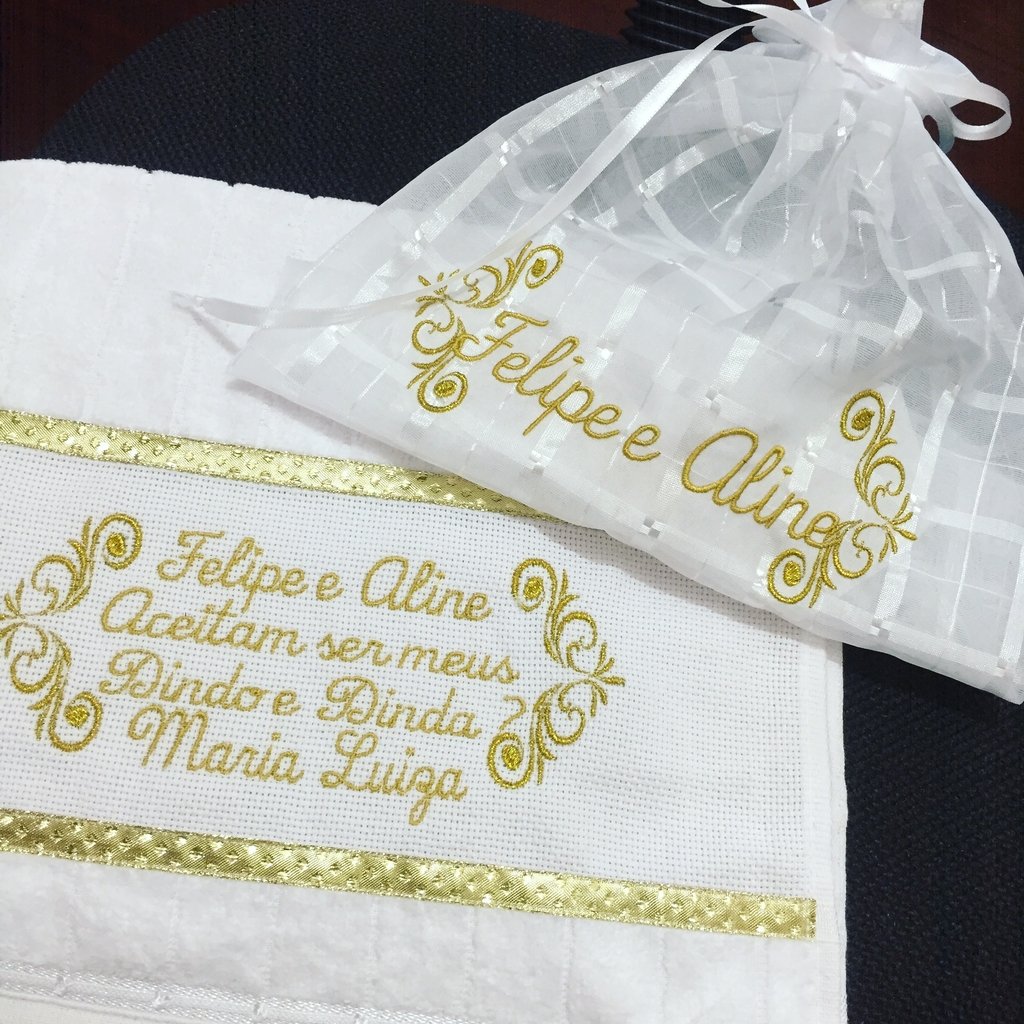 Felipe e Aline
Felipe e Aline
Aceitam ser meus
Dindo e Dinda ?
Maria Luiza